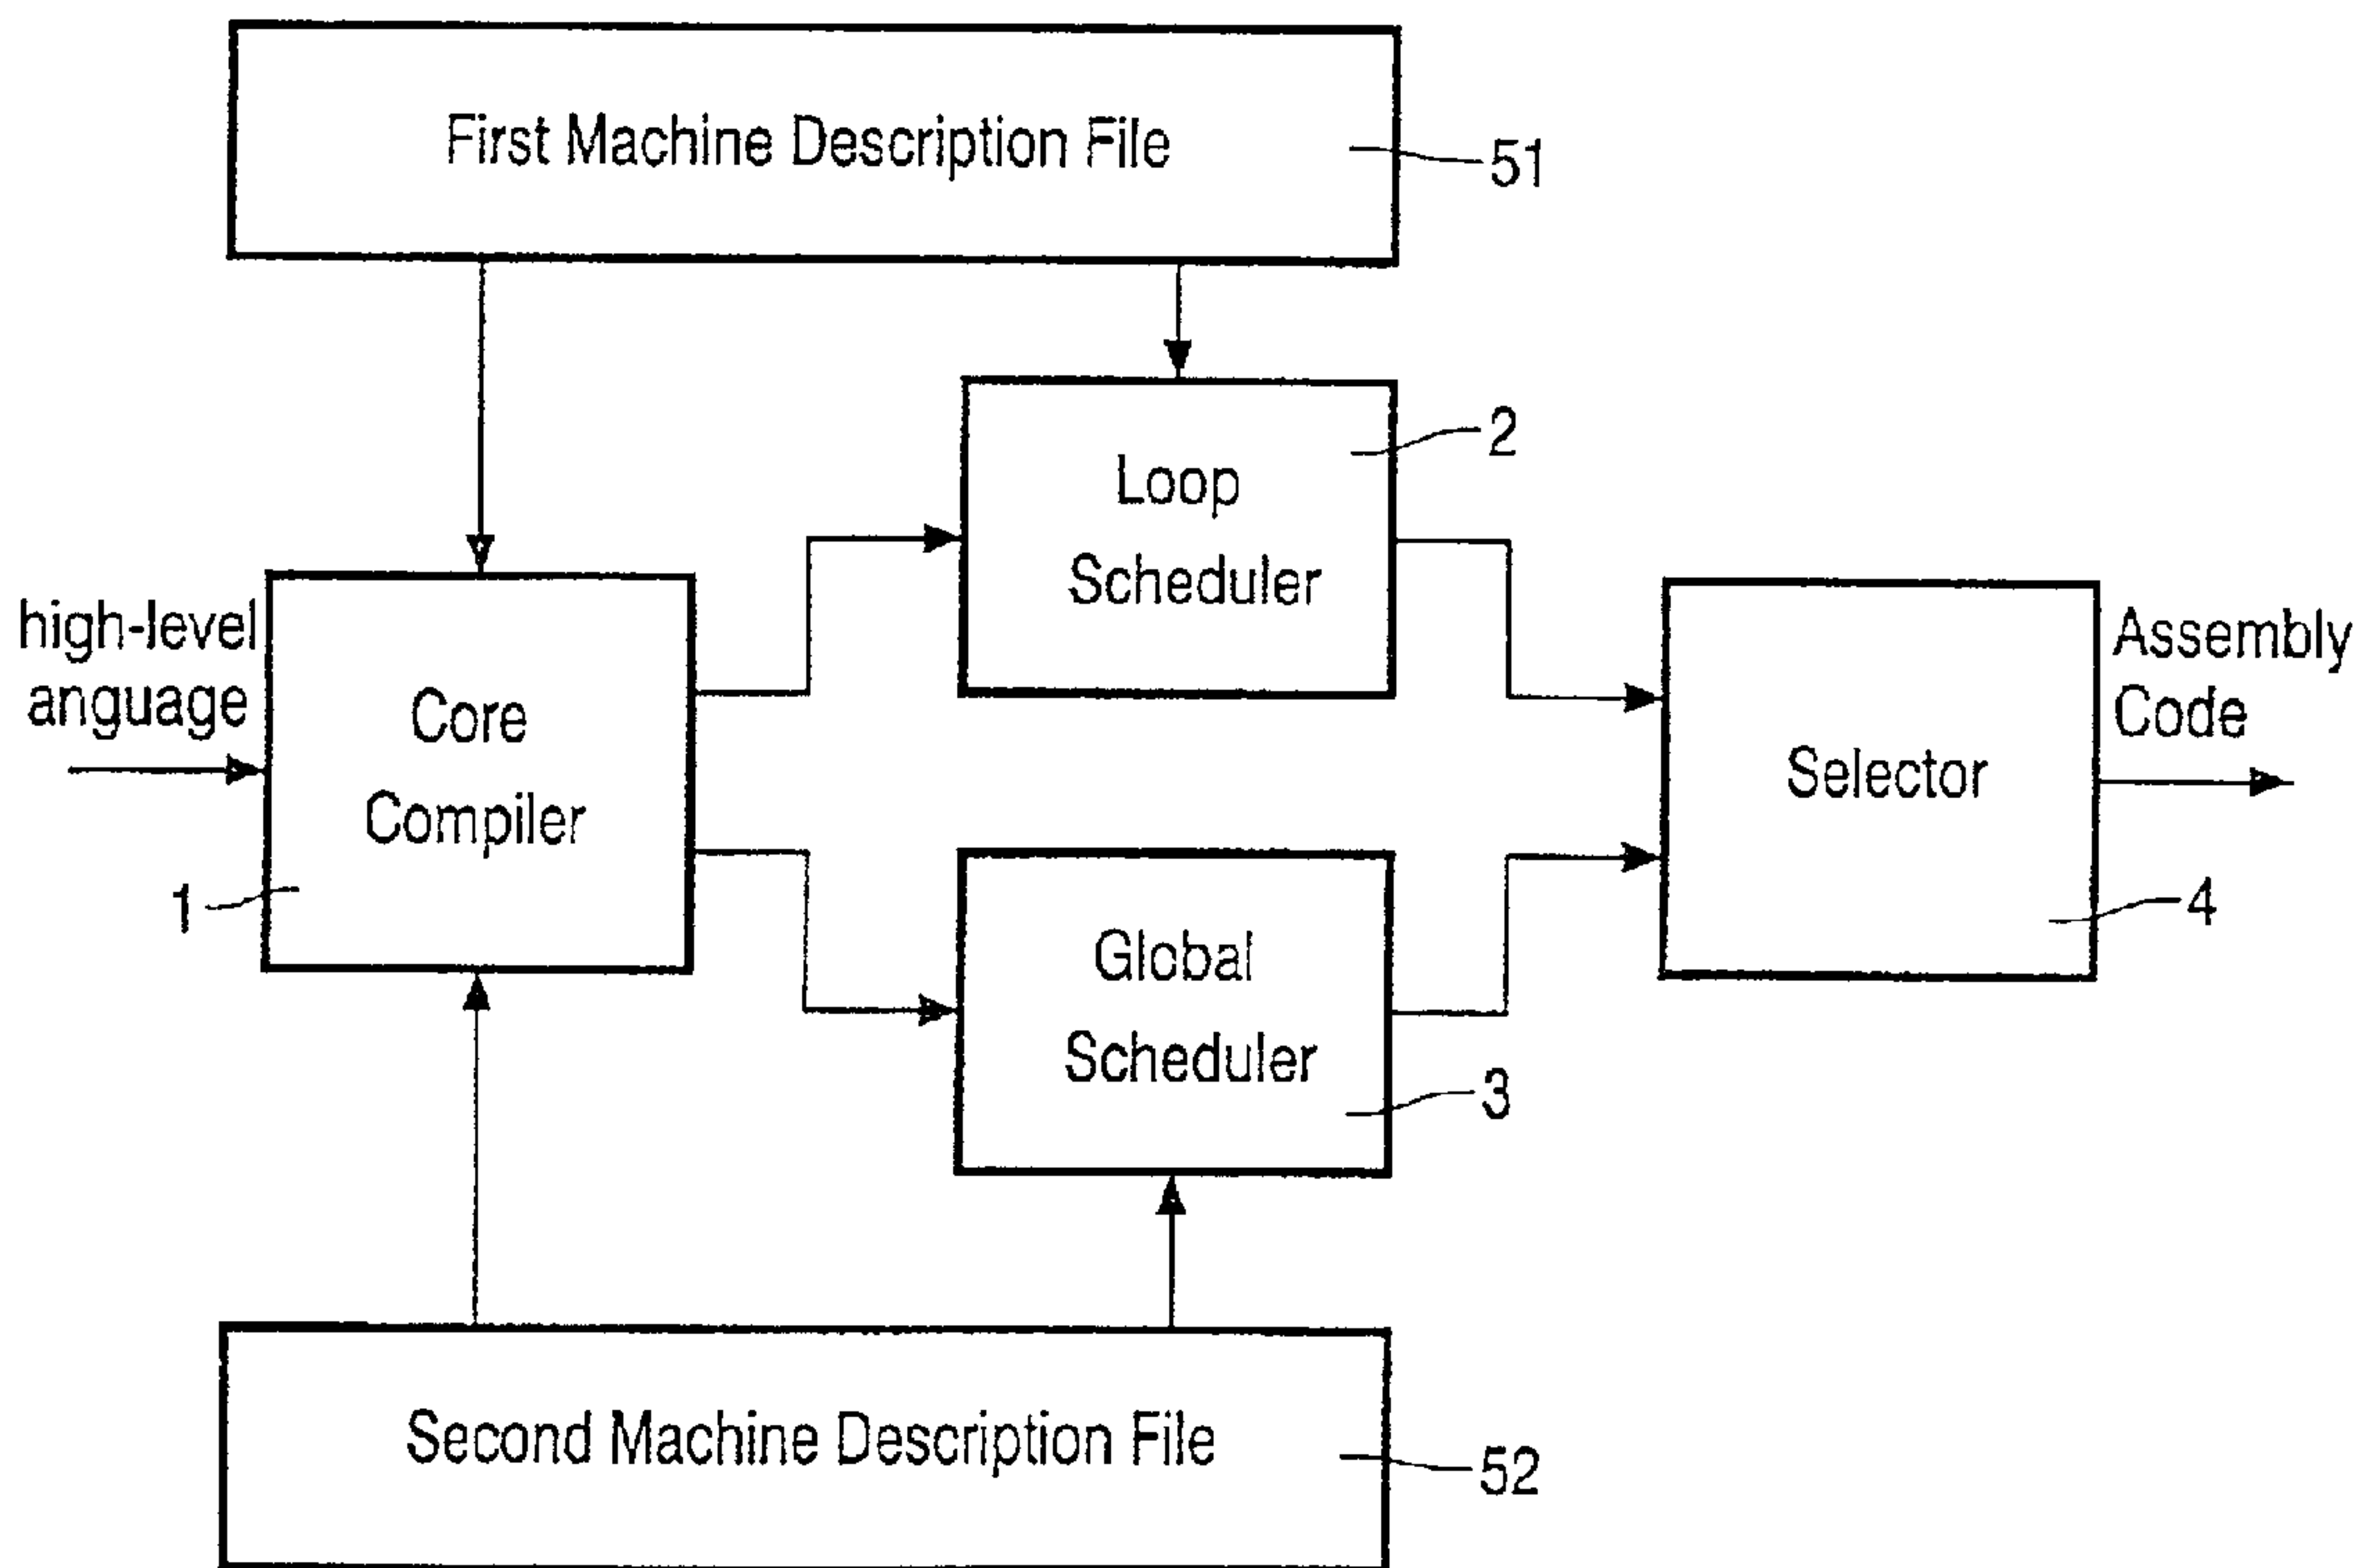 First Machine Description File
51
2
Loop
Scheduler
high-level
anguage
Core
Compiler
1
Assembly
Code
Selector
4
Global
Scheduler
3
Second Machine Description File
52